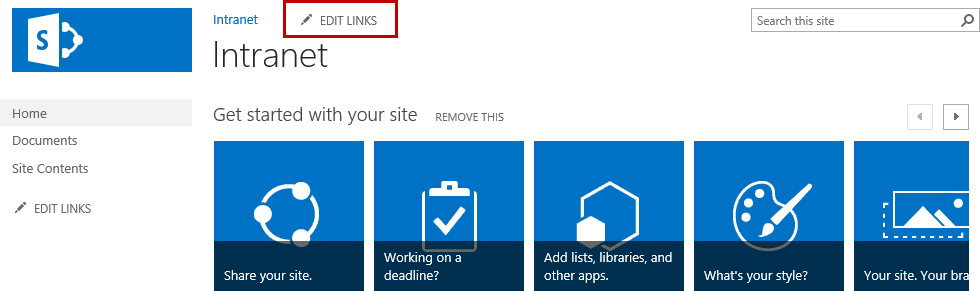 S
Intranet
EDIT LINKS
Search this site
Intranet
Home
Documents
Site Contents
EDIT LINKS
Get started with your site
REMOVE THIS
Share your site.
Working on a
deadline?
Add lists, libraries, and
other apps.
What's your style?
Your site. Your bra